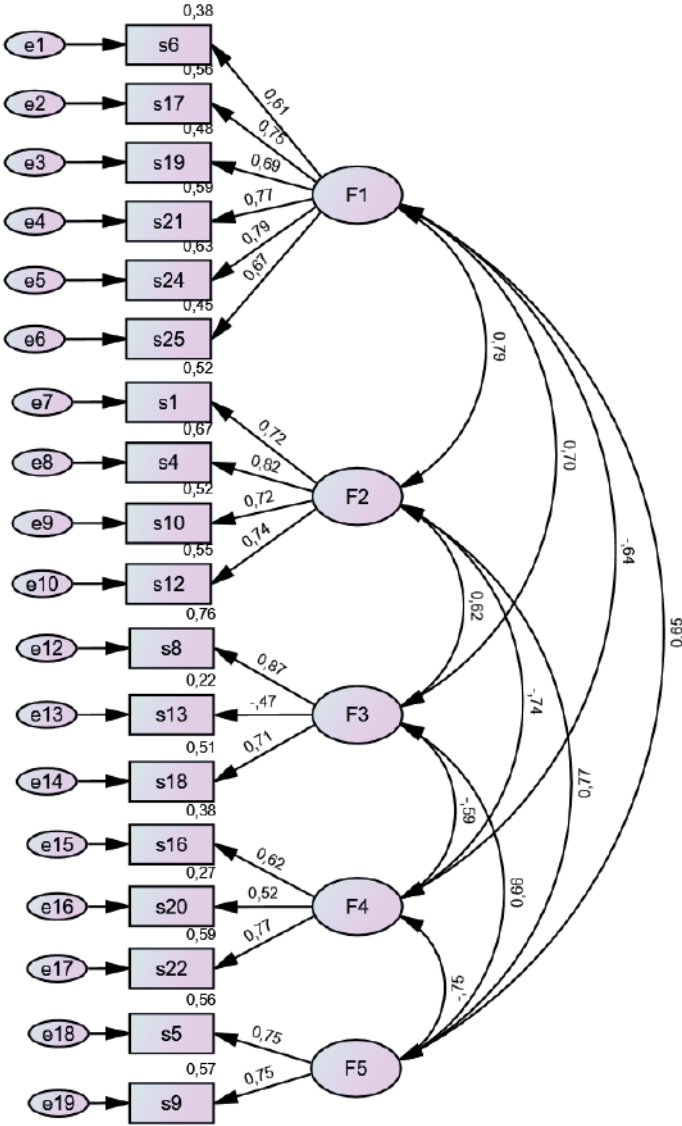 0,38
e1 s6
0,56
e2 s17
0,48
e3 s19
0,59
e4 s21
0,63
e5 s24
0,45
e6 s25
0,61
0,75
0,69
0,77
0,79
0,67
F1
0,52
e7 s1
0,67
e8 s4
0,52
e9 s10
0,55
e10 s12
0,72
0,82
0,72
0,74
F2
0,76
e12 s8
0,22
e13 s13
0,51
e14 s18
0,87
-,47
0,71
F3
0,38
e15 s16
0,27
e16 s20
0,59
e17 s22
0,62
0,52
0,77
F4
0,56
e18 s5
0,57
e19 s9
0,75
0,75
F5
0,79
0,70
-,64
0,65
0,62
-,74
0,77
-,59
0,66
-,75